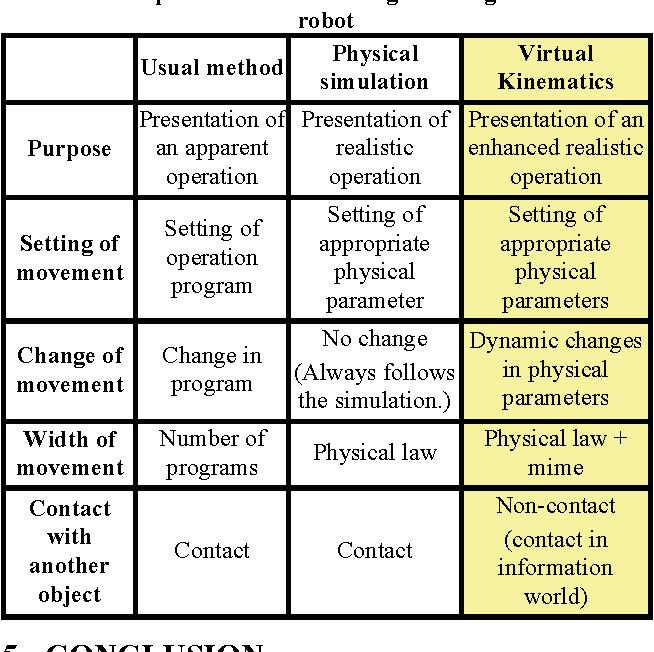 robot
Usual method
Physical
simulation
Virtual
Kinematics
Purpose
Presentation of
an apparent
operation
Presentation of
realistic
operation
Presentation of an
enhanced realistic
operation
Setting of
movement
Setting of
operation
program
Setting of
appropriate
physical
parameter
Setting of
appropriate
physical
parameters
Change of
movement
Change in
program
No change
(Always follows
the simulation.)
Dynamic changes
in physical
parameters
Width of
movement
Number of
programs
Physical law
Physical law +
mime
Contact
with
another
object
Contact
Contact
Non-contact
(contact in
information
world)
5. CONCLUSION